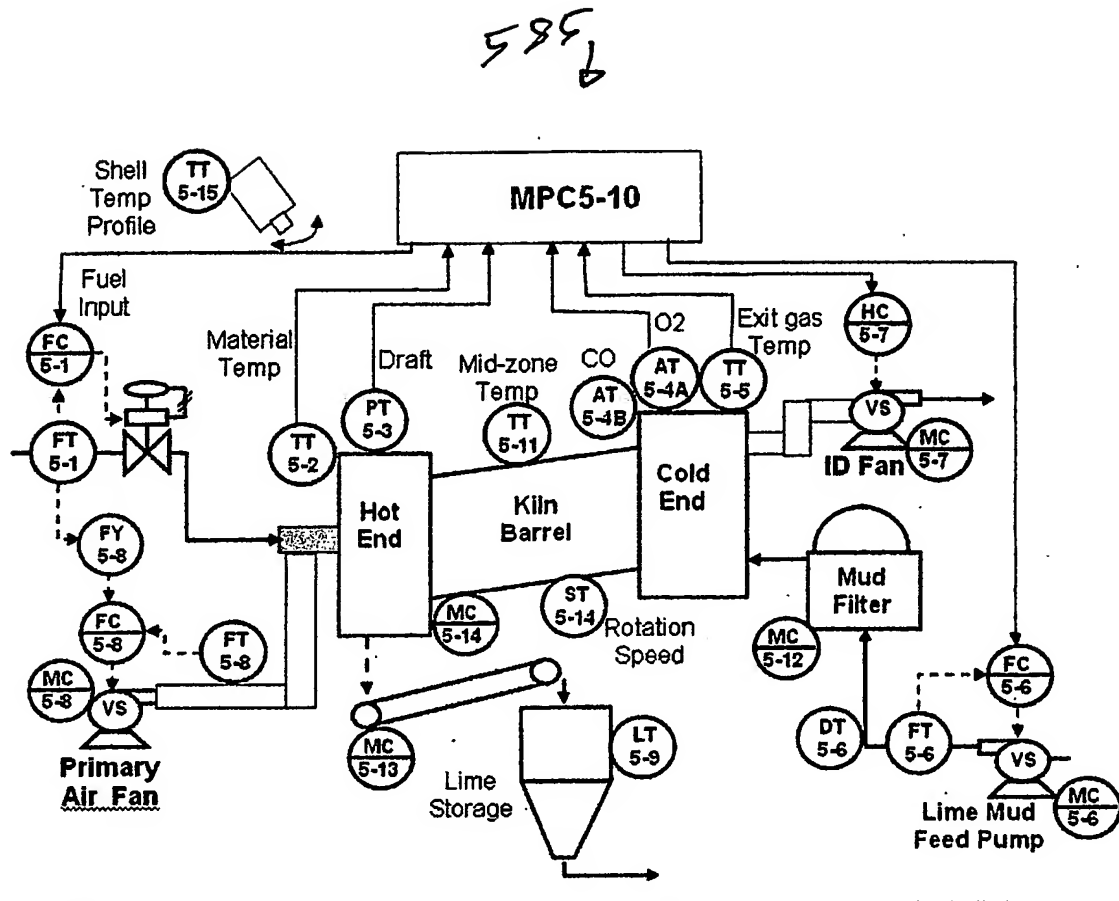 585
Shell
Temp
Profile
TT
5-15
MPC5-10
Fuel
Input
FC
5-1
FT
5-1
Material
Temp
Draft
Mid-zone
Temp
CO
O2
Exit gas
Temp
HC
5-7
TT
5-2
PT
5-3
TT
5-11
AT
5-4B
AT
5-4A
TT
5-5
VS
MC
5-7
ID Fan
Hot
End
Kiln
Barrel
Cold
End
FY
5-8
FC
5-8
FT
5-8
MC
5-8
VS
Primary
Air Fan
MC
5-14
ST
5-14
Rotation
Speed
Mud
Filter
MC
5-12
MC
5-13
Lime
Storage
LT
5-9
DT
5-6
FT
5-6
FC
5-6
VS
MC
5-6
Lime Mud
Feed Pump